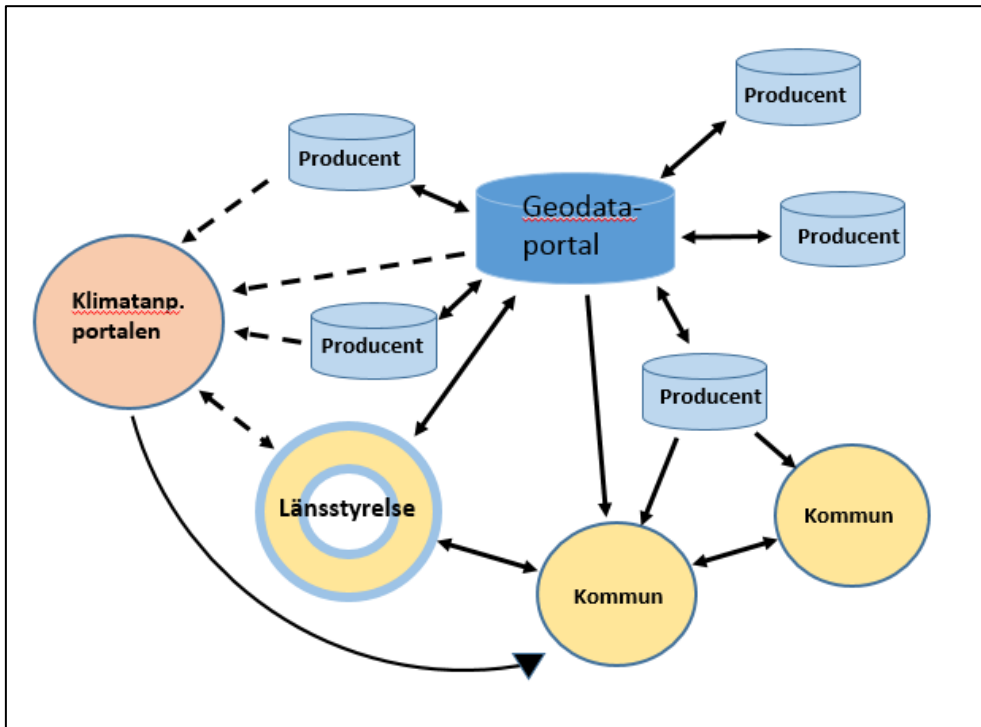 Producent
Producent
Geodata-
portal
Producent
Klimatanp.
portalen
Producent
Producent
Länsstyrelse
Kommun
Kommun